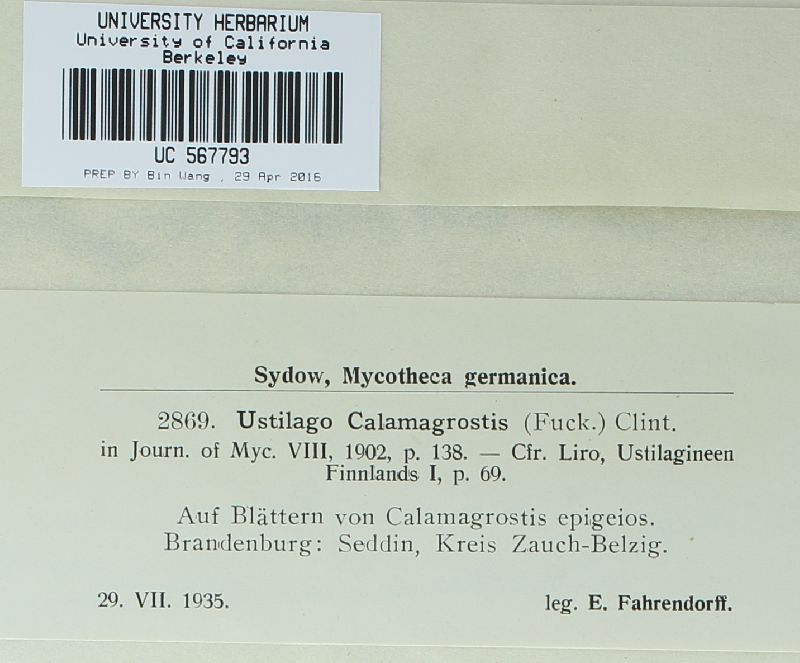 UNIVERSITY HERBARIUM
University of California
Berkeley
UC 567793
PREP BY Bin Wang , 29 Apr 2016
Sydow, Mycotheca germanica.
2869. Ustilago Calamagrostis (Fuck.) Clint.
in Journ. of Myc. VIII, 1902, p. 138. — Cfr. Liro, Ustilagineen
Finnlands I, p. 69.
Auf Blättern von Calamagrostis epigeios.
Brandenburg: Seddin, Kreis Zauch-Belzig.
29. VII. 1935. leg. E. Fahrendorff.